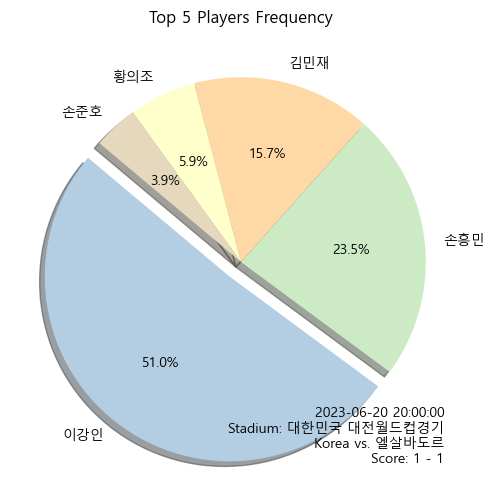 Top 5 Players Frequency
김민재
황의조
손준호
15.7%
5.9%
3.9%
손흥민
23.5%
51.0%
이강인
2023-06-20 20:00:00
Stadium: 대한민국 대전월드컵경기
Korea vs. 엘살바도르
Score: 1 - 1